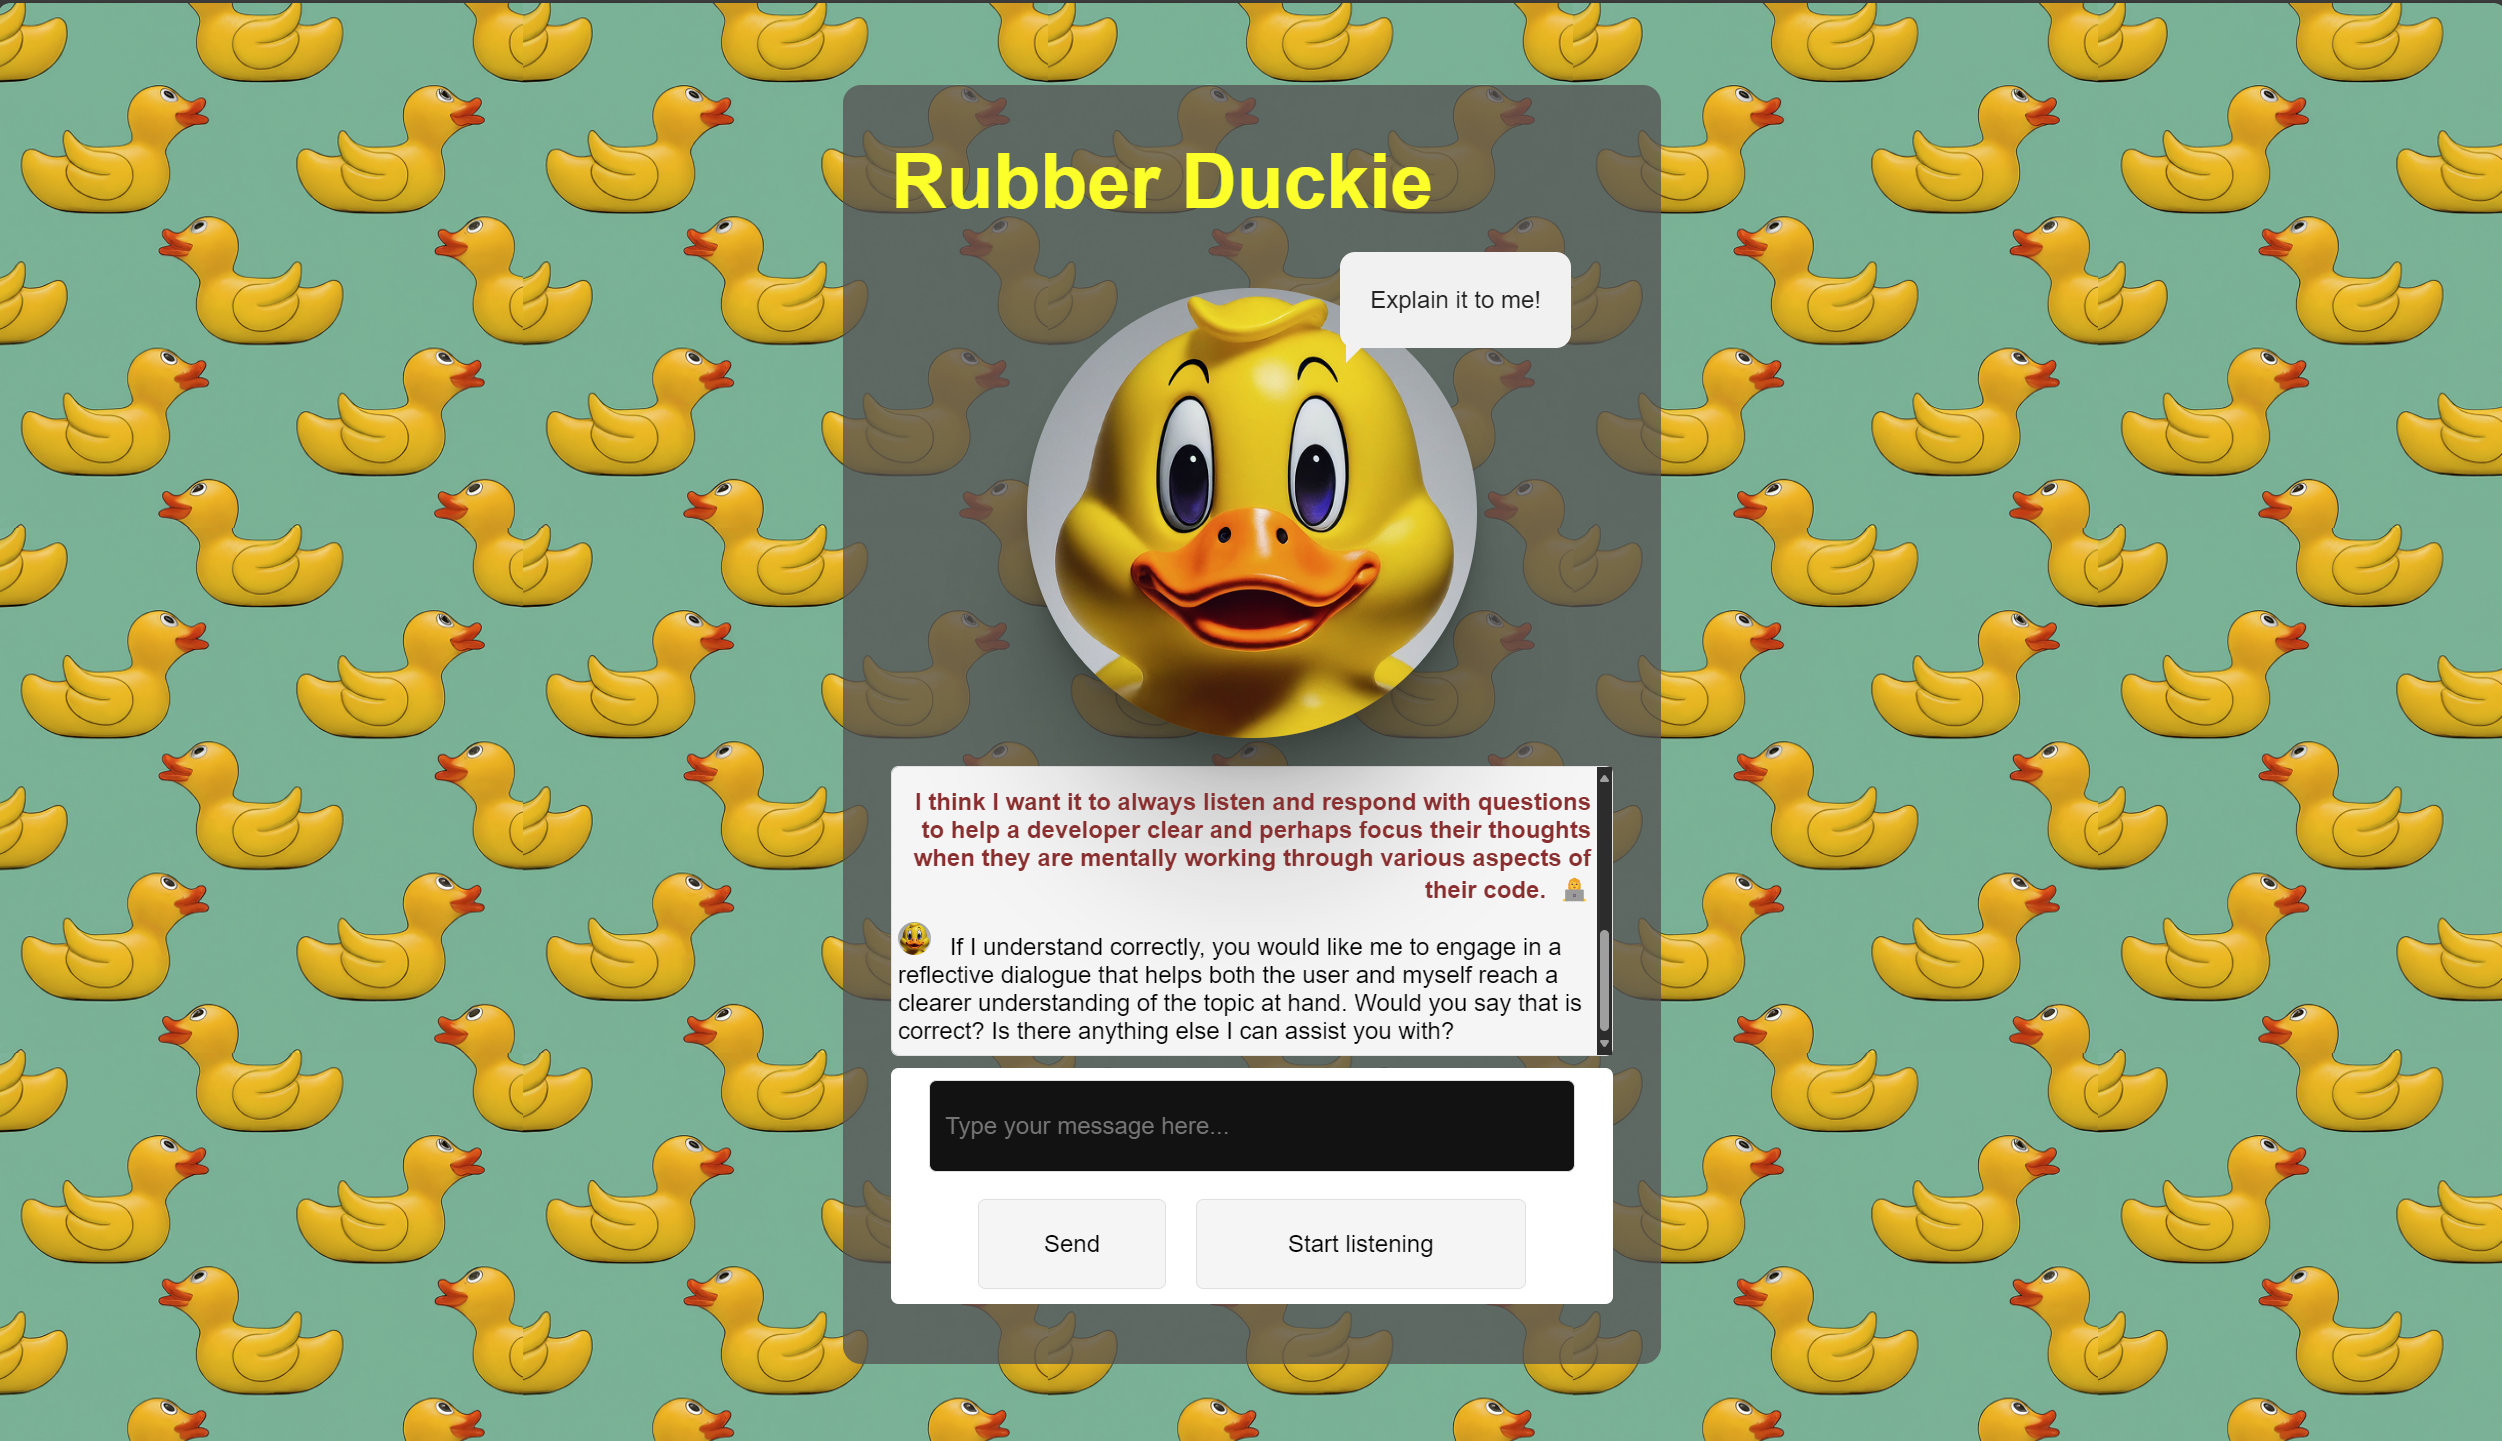 Rubber Duckie
Explain it to me!
I think I want it to always listen and respond with questions
to help a developer clear and perhaps focus their thoughts
when they are mentally working through various aspects of
their code.
If I understand correctly, you would like me to engage in a
reflective dialogue that helps both the user and myself reach a
clearer understanding of the topic at hand. Would you say that is
correct? Is there anything else I can assist you with?
Type your message here...
Send
Start listening